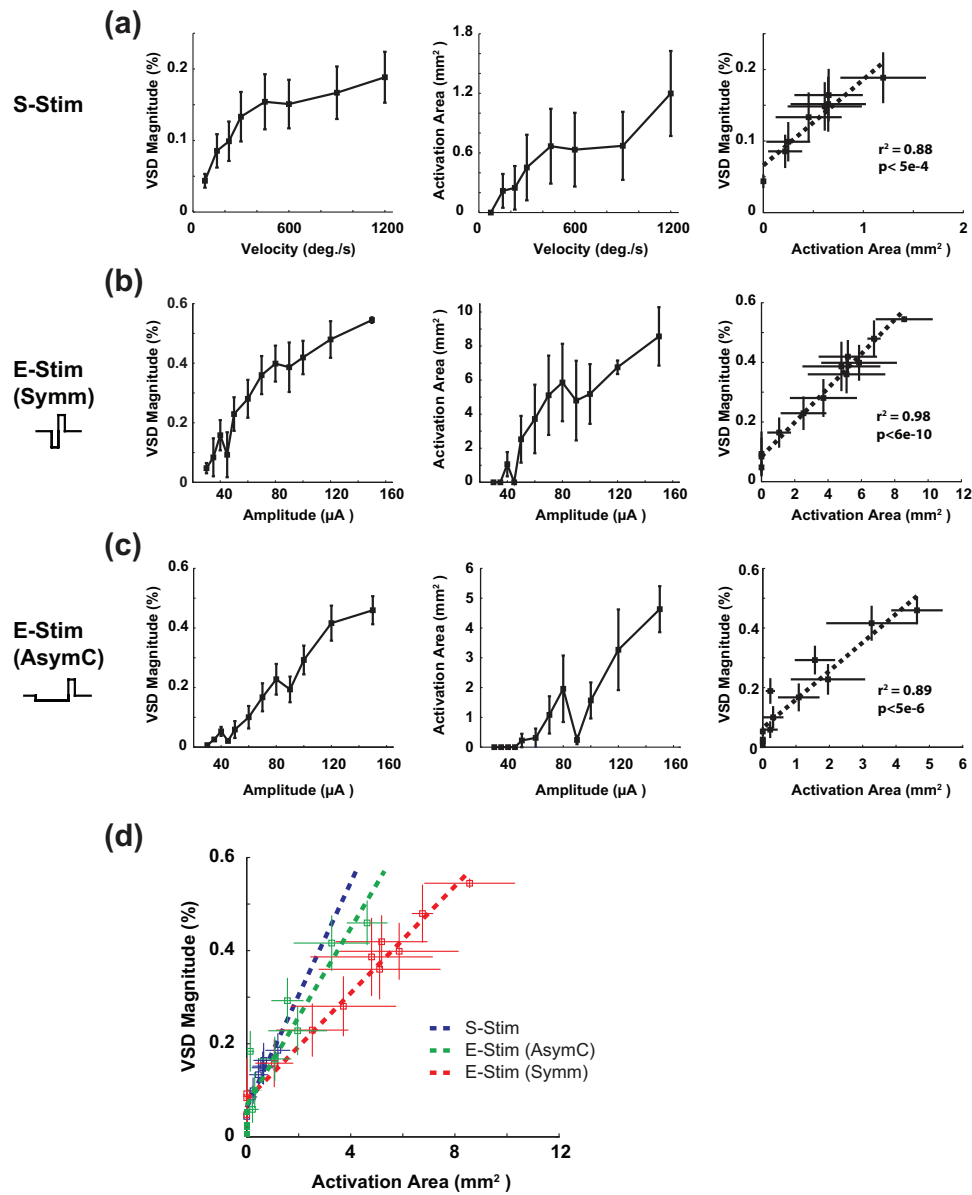 (a)
S-Stim
VSD Magnitude (%)
0.2
0.1
0
0
600
1200
Velocity (deg./s)
Activation Area (mm²)
1.8
1.2
0.6
0
0
600
1200
Velocity (deg./s)
VSD Magnitude (%)
0.2
0.1
0
0
1
2
r² = 0.88
p< 5e-4
Activation Area (mm² )
(b)
E-Stim
(Symm)
VSD Magnitude (%)
0.6
0.4
0.2
0
40
80
120
160
Amplitude (µA )
Activation Area (mm²)
10
8
6
4
2
0
40
80
120
160
Amplitude (µA )
VSD Magnitude (%)
0.6
0.4
0.2
0
0
2
4
6
8
10
12
r² = 0.98
p<6e-10
Activation Area (mm² )
(c)
E-Stim
(AsymC)
VSD Magnitude (%)
0.6
0.4
0.2
0
40
80
120
160
Amplitude (µA )
Activation Area (mm²)
6
5
4
3
2
1
0
40
80
120
160
Amplitude (µA )
VSD Magnitude (%)
0.6
0.4
0.2
0
0
1
2
3
4
5
6
r² = 0.89
p<5e-6
Activation Area (mm² )
(d)
VSD Magnitude (%)
0.6
0.4
0.2
0
0
4
8
12
S-Stim
E-Stim (AsymC)
E-Stim (Symm)
Activation Area (mm² )